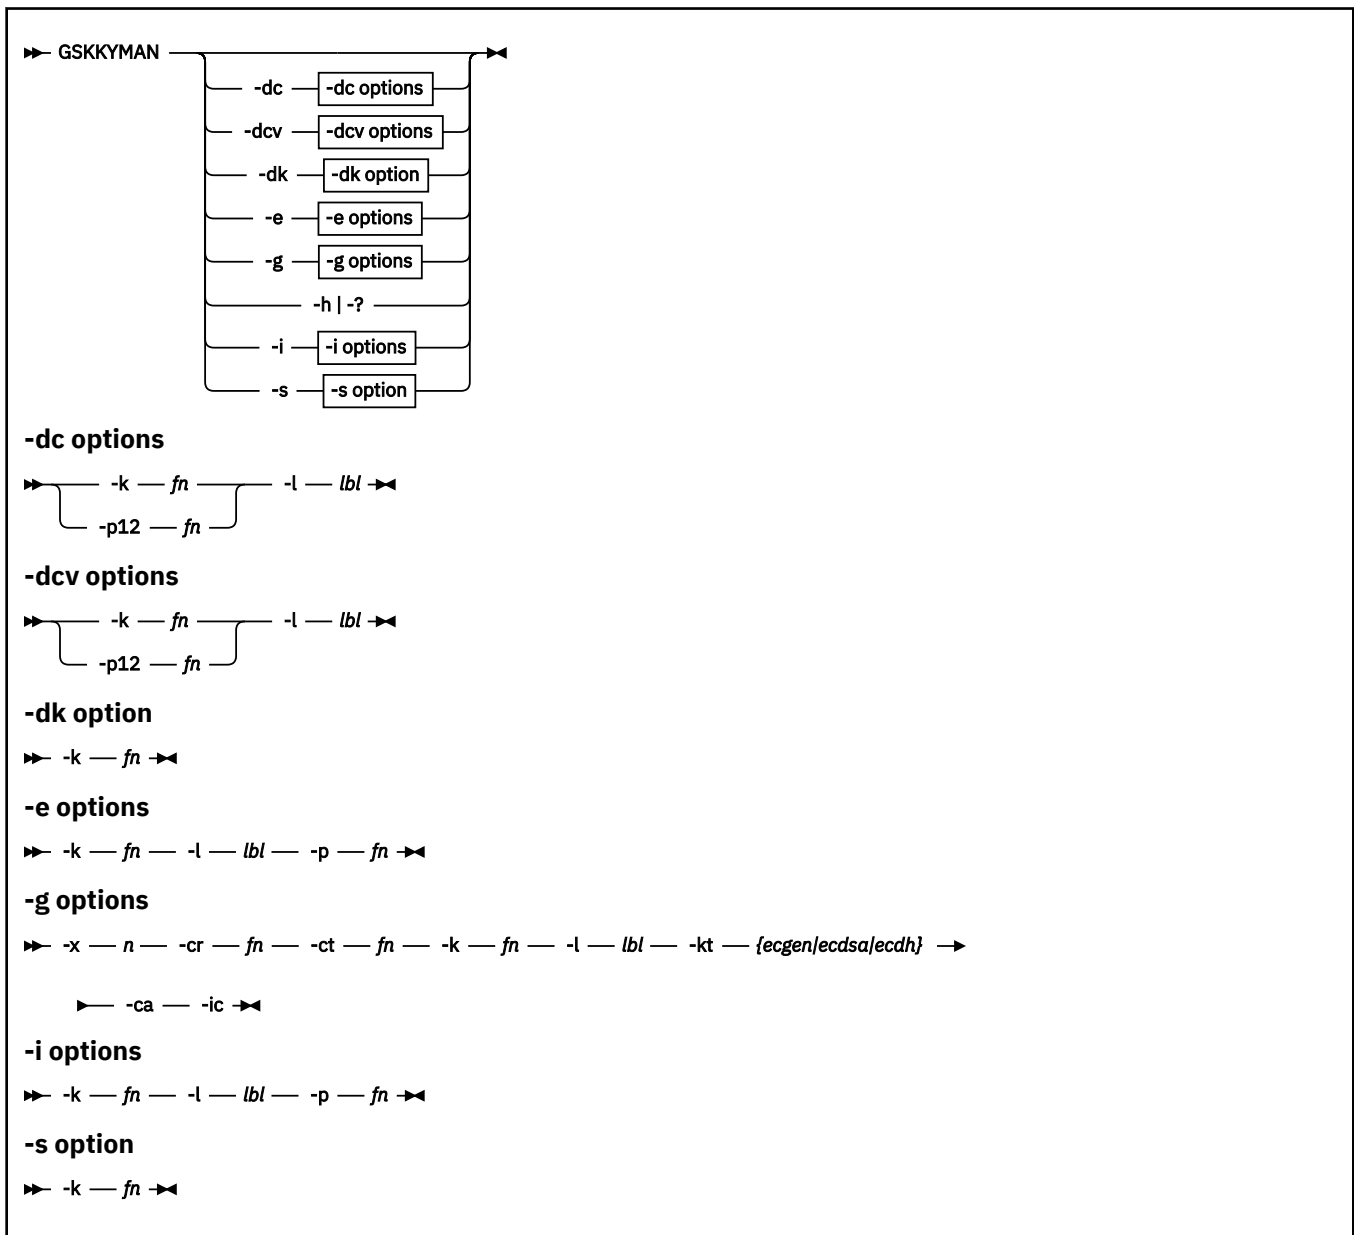 GSKKYMAN
-dc -dc options
-dcv -dcv options
-dk -dk option
-e -e options
-g -g options
-h | -?
-i -i options
-s -s option
-dc options
-k fn -l lbl
-p12 fn
-dcv options
-k fn -l lbl
-p12 fn
-dk option
-k fn
-e options
-k fn -l lbl -p fn
-g options
-x n -cr fn -ct fn -k fn -l lbl -kt {ecgen/ecdsa/ecdh}
-ca -ic
-i options
-k fn -l lbl -p fn
-s option
-k fn